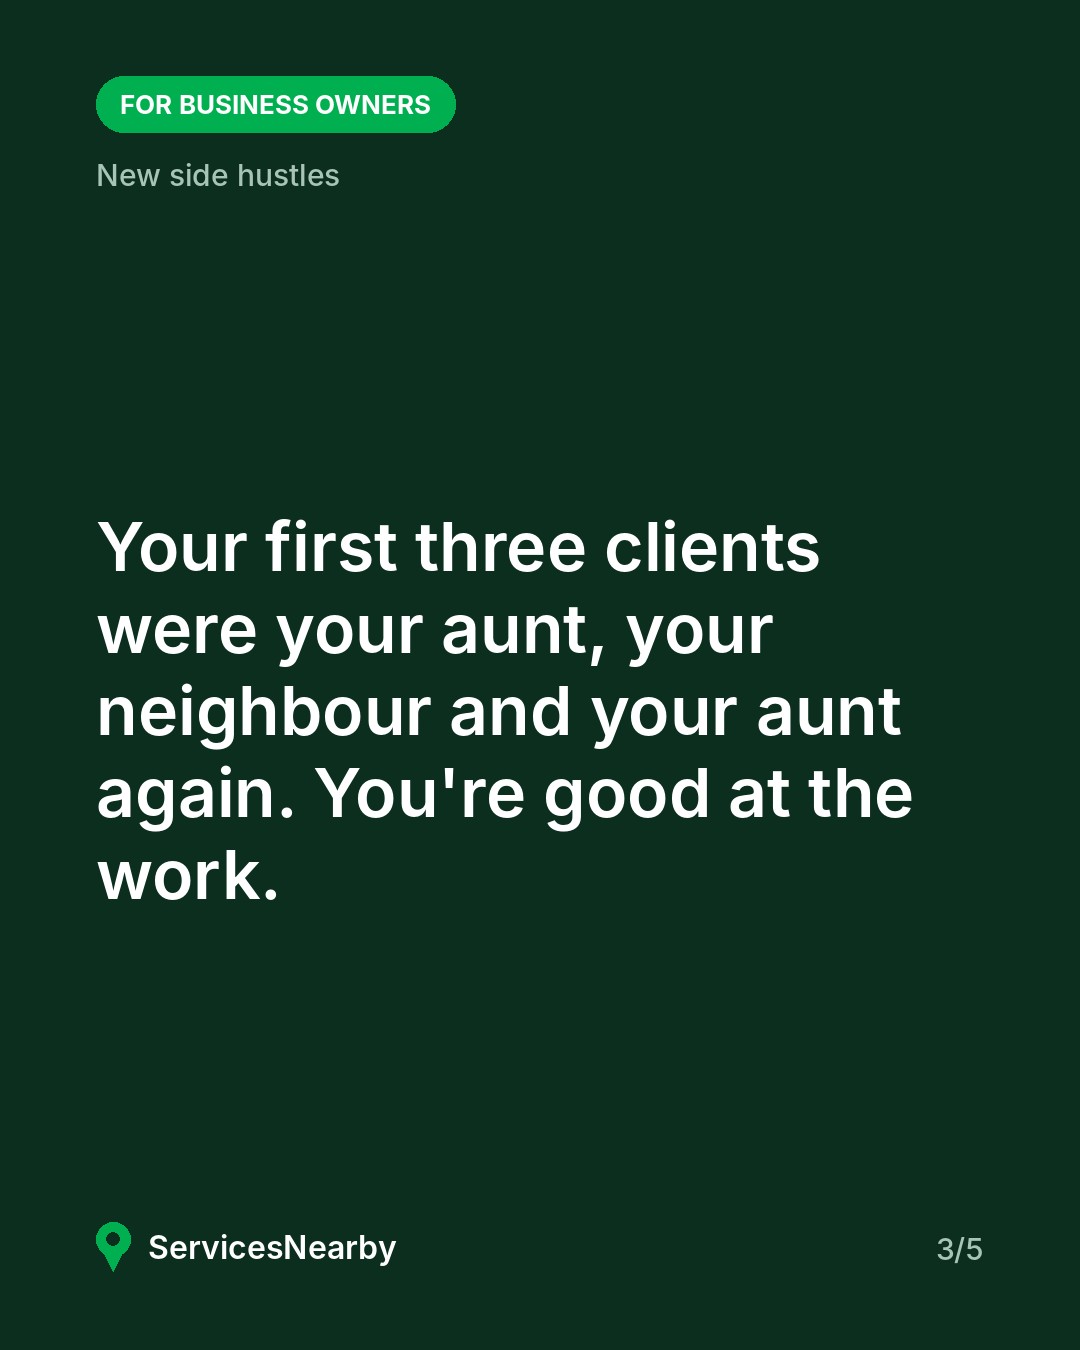 FOR BUSINESS OWNERS
New side hustles
Your first three clients
were your aunt, your
neighbour and your aunt
again. You're good at the
work.
ServicesNearby
3/5